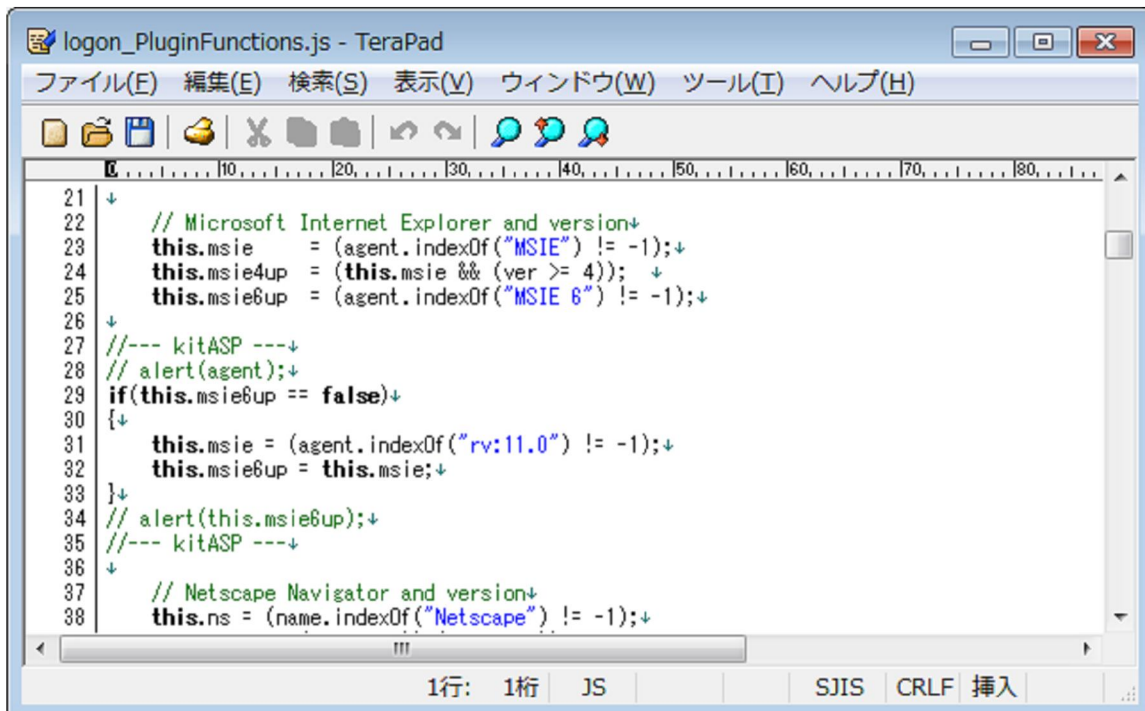 logon_PluginFunctions.js - TeraPad
ファイル(F) 編集(E) 検索(S) 表示(V) ウィンドウ(W) ツール(T) ヘルプ(H)
0 10 20 30 40 50 60 70 80
21 ↓
22     // Microsoft Internet Explorer and version↓
23     this.msie     = (agent.indexOf("MSIE") != -1);↓
24     this.msie4up  = (this.msie && (ver >= 4));  ↓
25     this.msie6up  = (agent.indexOf("MSIE 6") != -1);↓
26 ↓
27 //--- kitASP ---↓
28 // alert(agent);↓
29 if(this.msie6up == false)↓
30 {↓
31     this.msie = (agent.indexOf("rv:11.0") != -1);↓
32     this.msie6up = this.msie;↓
33 }↓
34 // alert(this.msie6up);↓
35 //--- kitASP ---↓
36 ↓
37     // Netscape Navigator and version↓
38     this.ns = (name.indexOf("Netscape") != -1);↓
1行: 1桁 JS SJIS CRLF 挿入